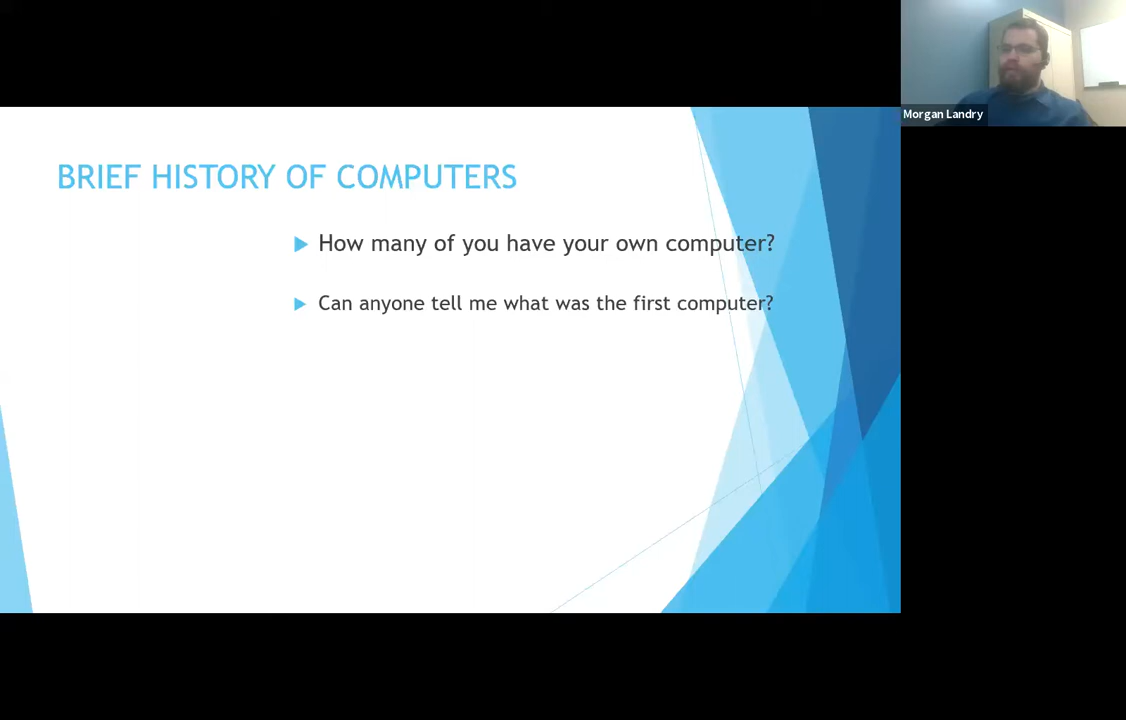 Morgan Landry
BRIEF HISTORY OF COMPUTERS
How many of you have your own computer?
Can anyone tell me what was the first computer?